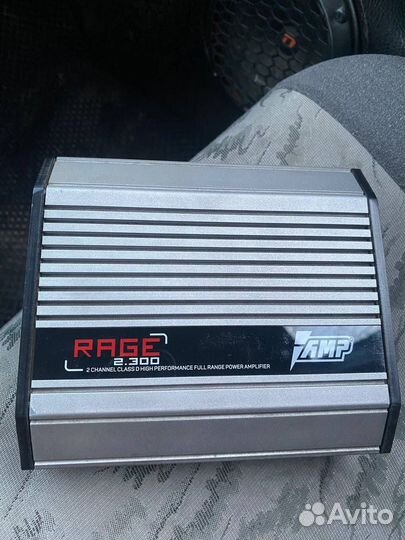 RAGE
2.300
2 CHANNEL CLASS D HIGH PERFORMANCE FULL RANGE POWER AMPLIFIER
AMP
Avito